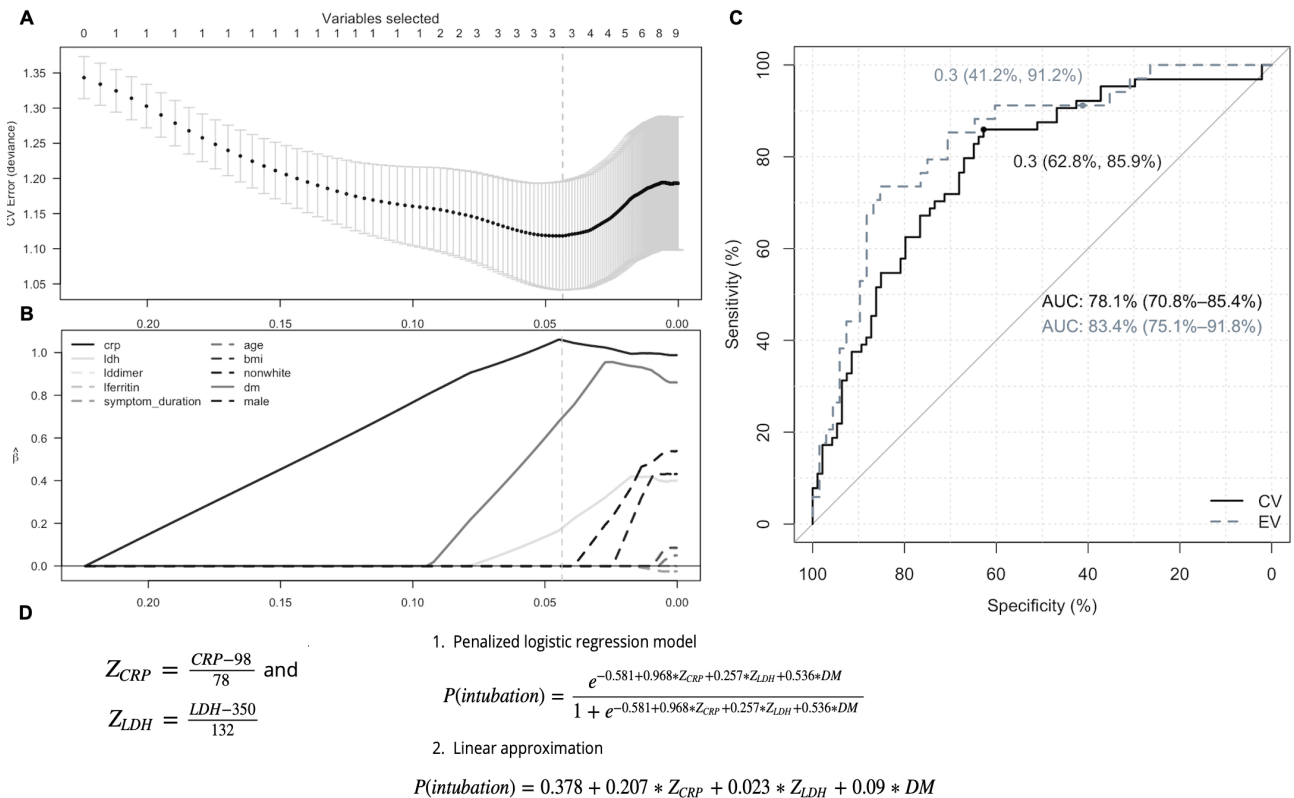 A
Variables selected
0 1 1 1 1 1 1 1 1 1 1 1 1 2 2 3 3 3 3 3 4 4 5 6 8 9
CV Error (deviance)
1.35
1.30
1.25
1.20
1.15
1.10
1.05
0.20 0.15 0.10 0.05 0.00
B
crp
ldh
lddimer
lferritin
symptom_duration
age
bmi
nonwhite
dm
male
1.0
0.8
0.6
0.4
0.2
0.0
0.20 0.15 0.10 0.05 0.00
C
0.3 (41.2%, 91.2%)
0.3 (62.8%, 85.9%)
AUC: 78.1% (70.8%–85.4%)
AUC: 83.4% (75.1%–91.8%)
CV
EV
Sensitivity (%)
100
80
60
40
20
0
100 80 60 40 20 0
Specificity (%)
D
Z_CRP = (CRP−98)/78 and
Z_LDH = (LDH−350)/132
1. Penalized logistic regression model
P(intubation) = e^(−0.581+0.968*Z_CRP+0.257*Z_LDH+0.536*DM) / (1 + e^(−0.581+0.968*Z_CRP+0.257*Z_LDH+0.536*DM))
2. Linear approximation
P(intubation) = 0.378 + 0.207 * Z_CRP + 0.023 * Z_LDH + 0.09 * DM